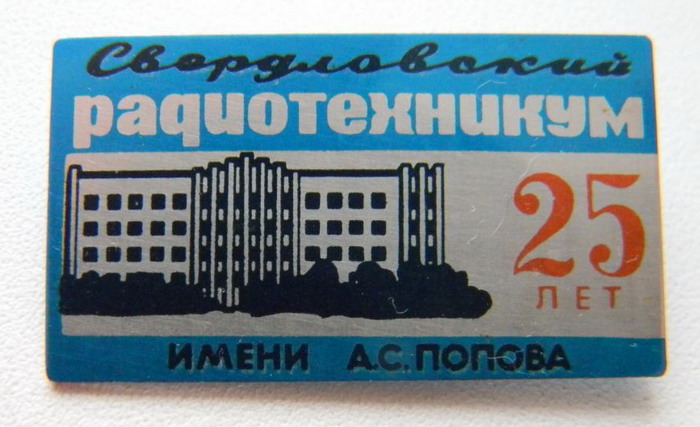 Свердловский
радиотехникум
25
ЛЕТ
ИМЕНИ А.С.ПОПОВА